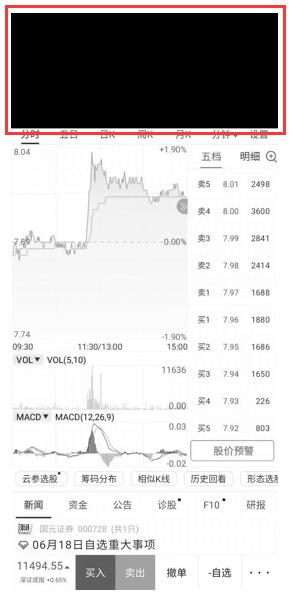 分时 五日 日K 周K 月K 分钟 设置
8.04 +1.90% 五档 明细
卖5 8.01 2498
卖4 8.00 3600
卖3 7.99 2841
7.89 0.00%
卖2 7.98 2414
卖1 7.97 1688
买1 7.96 1880
7.74 -1.90%
09:30 11:30/13:00 15:00 买2 7.95 1686
VOL▼ VOL(5,10)
11636 买3 7.94 1650
0.00 买4 7.93 226
MACD▼ MACD(12,26,9)
0.03 买5 7.92 803
-0.02 股价预警
云参选股 筹码分布 相似K线 历史回看 形态选
新闻 资金 公告 诊股 F10 研报
国元证券 000728 (共1只)
06月18日自选重大事项
11494.55▲ 买入 卖出 撤单 -自选 ···
深证成指 +0.65%